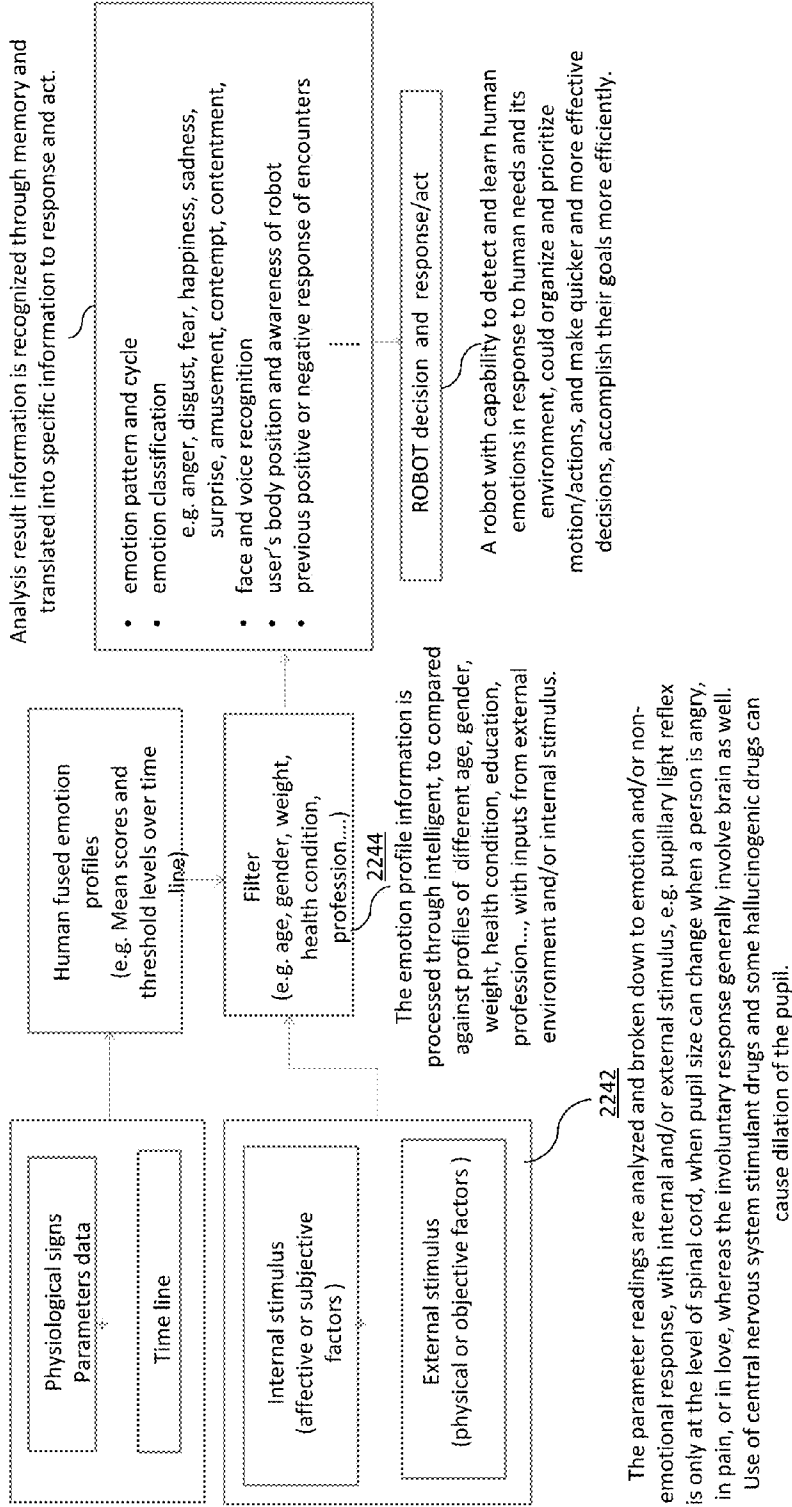 Analysis result information is recognized through memory and
translated into specific information to response and act.
Physiological signs
Parameters data
Time line
Human fused emotion
profiles
(e.g. Mean scores and
threshold levels over time
line)
Internal stimulus
(affective or subjective
factors )
External stimulus
(physical or objective factors )
Filter
(e.g. age, gender, weight,
health condition,
profession....)
• emotion pattern and cycle
• emotion classification
e.g. anger, disgust, fear, happiness, sadness,
surprise, amusement, contempt, contentment,
• face and voice recognition
• user's body position and awareness of robot
• previous positive or negative response of encounters
......
ROBOT decision and response/act
2244
The emotion profile information is
processed through intelligent, to compared
against profiles of different age, gender,
weight, health condition, education,
profession..., with inputs from external
environment and/or internal stimulus.
A robot with capability to detect and learn human
emotions in response to human needs and its
environment, could organize and prioritize
motion/actions, and make quicker and more effective
decisions, accomplish their goals more efficiently.
2242
The parameter readings are analyzed and broken down to emotion and/or non-
emotional response, with internal and/or external stimulus, e.g. pupillary light reflex
is only at the level of spinal cord, when pupil size can change when a person is angry,
in pain, or in love, whereas the involuntary response generally involve brain as well.
Use of central nervous system stimulant drugs and some hallucinogenic drugs can
cause dilation of the pupil.